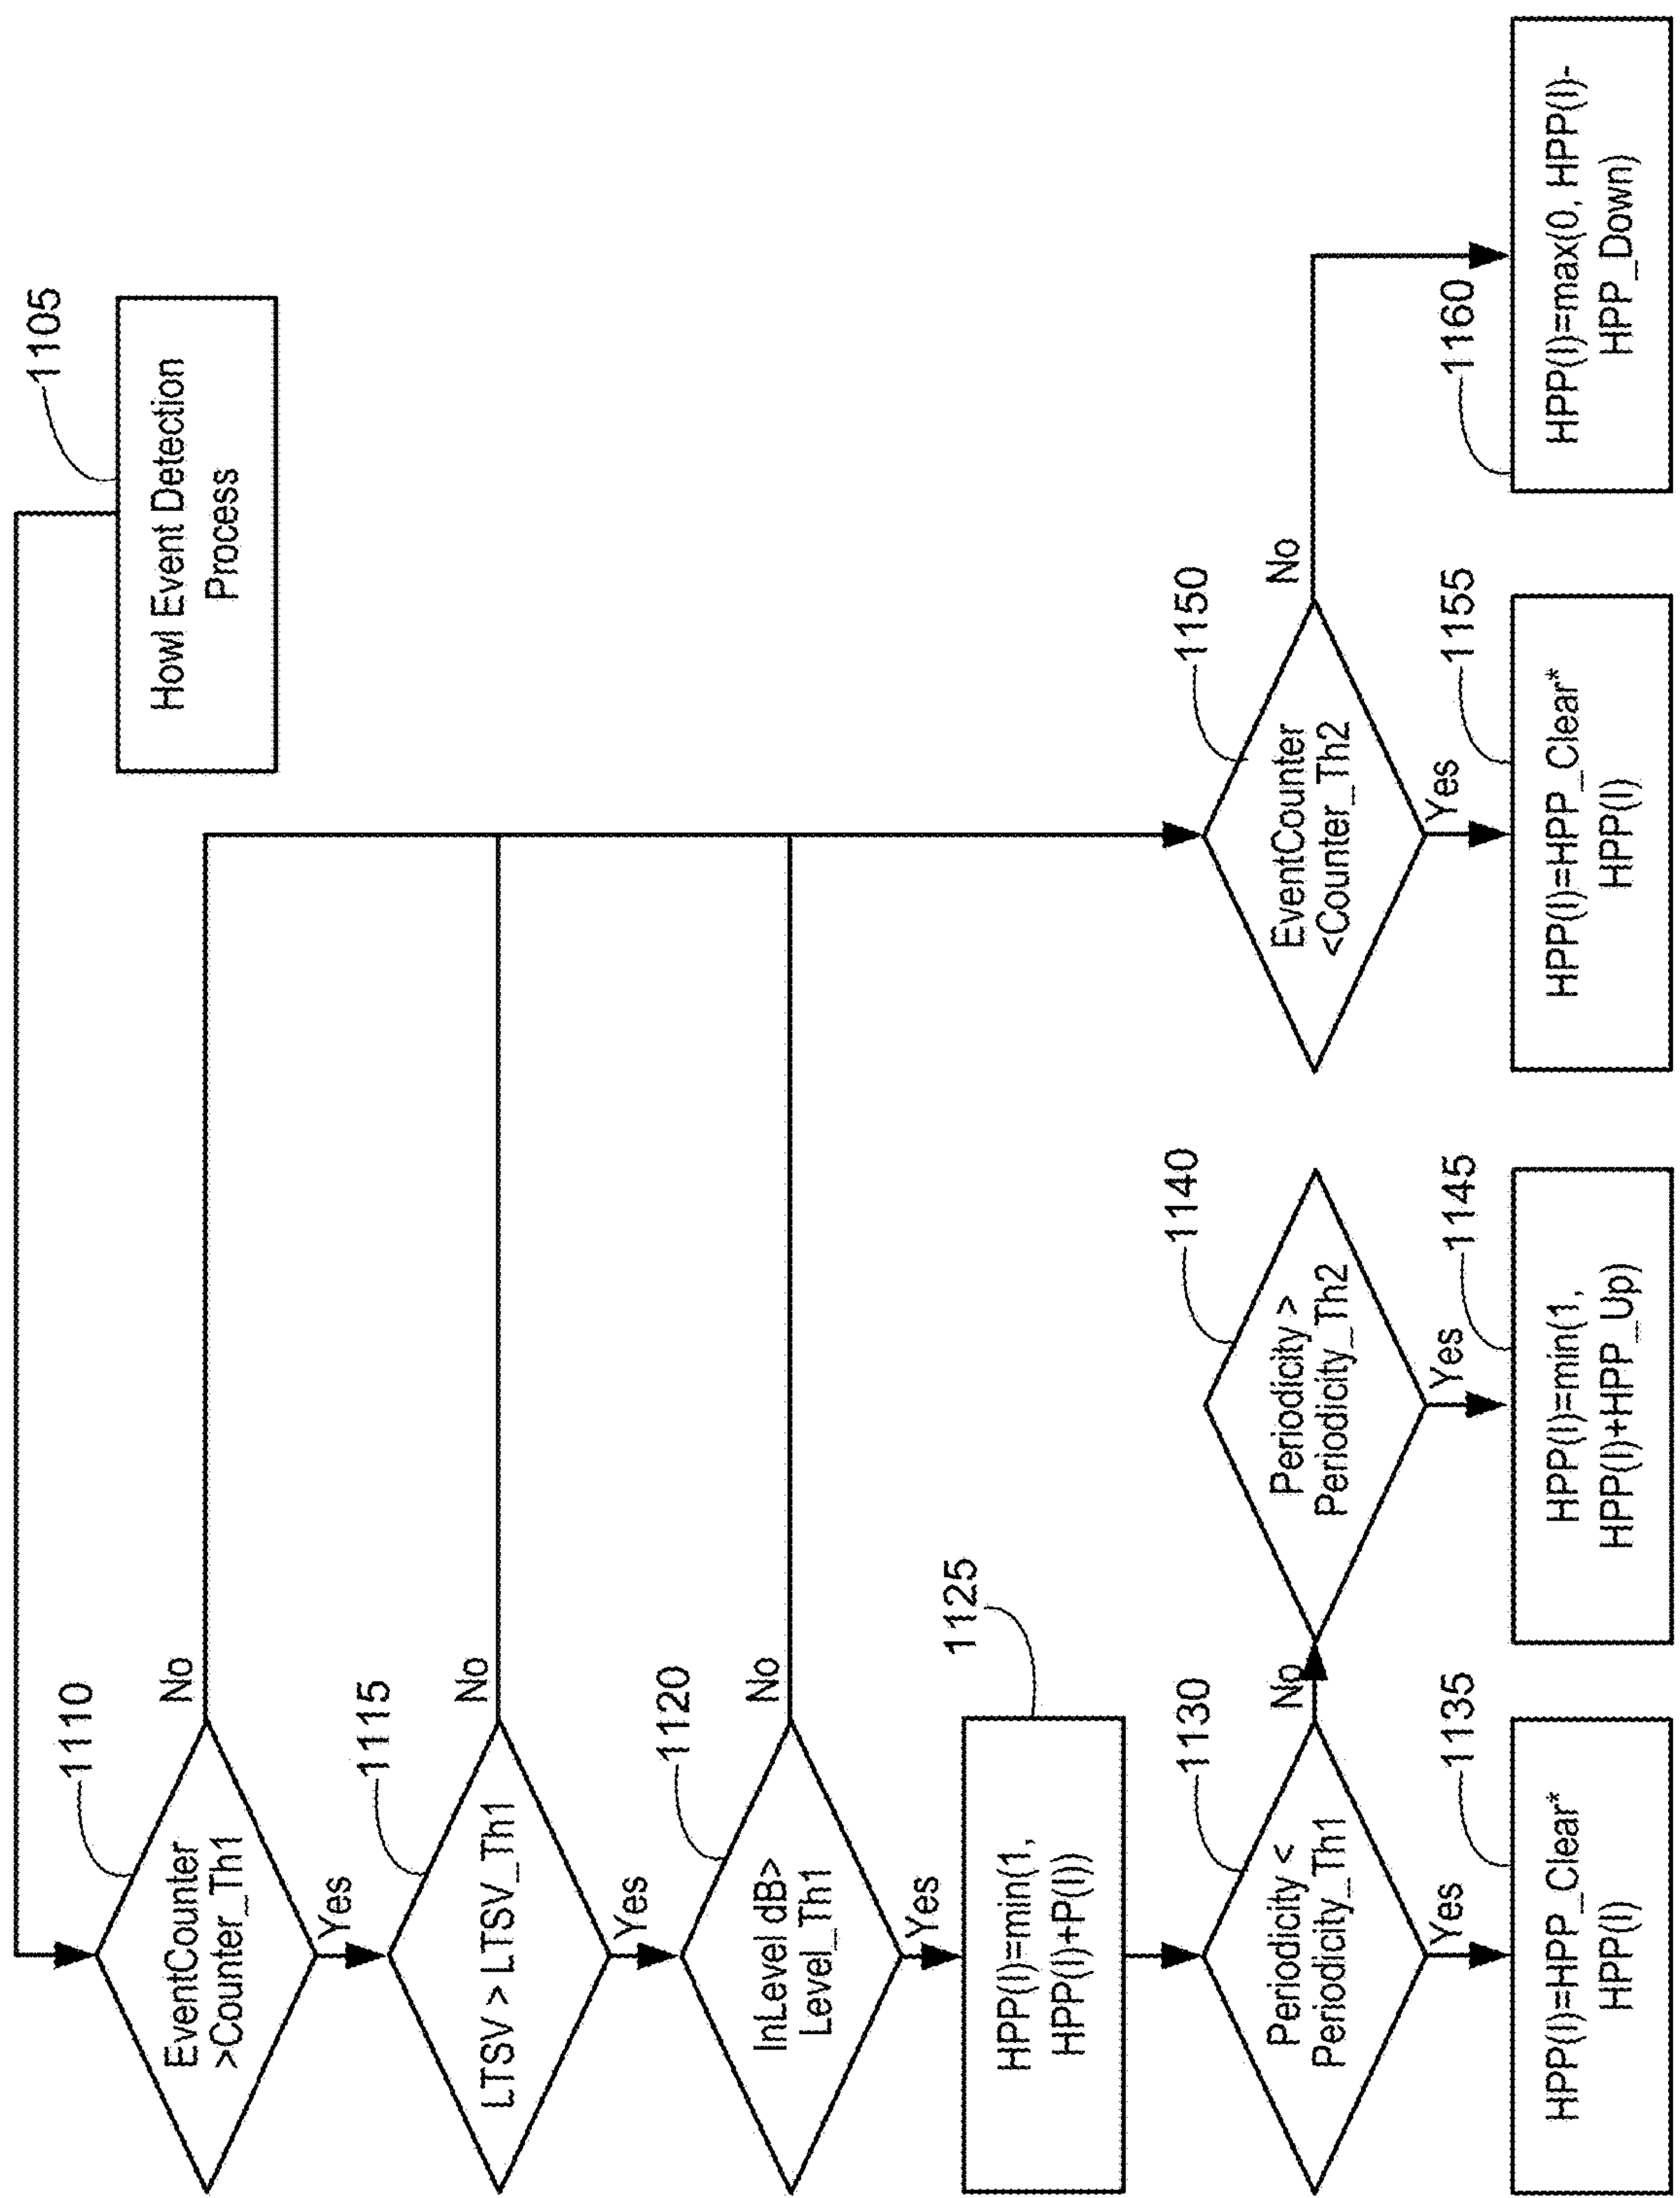 1105
Howl Event Detection
Process
1110
EventCounter
>Counter_Th1
No
Yes
1115
LTSV > LTSV_Th1
No
Yes
1120
InLevel dB>
Level_Th1
No
Yes
1125
HPP(I)=min(1,
HPP(I)+P(I))
1130
Periodicity <
Periodicity_Th1
No
Yes
1135
HPP(I)=HPP_Clear*
HPP(I)
1140
Periodicity >
Periodicity_Th2
Yes
1145
HPP(I)=min(1,
HPP(I)+HPP_Up)
1150
EventCounter
<Counter_Th2
No
Yes
1155
HPP(I)=HPP_Clear*
HPP(I)
1160
HPP(I)=max(0, HPP(I)-
HPP_Down)